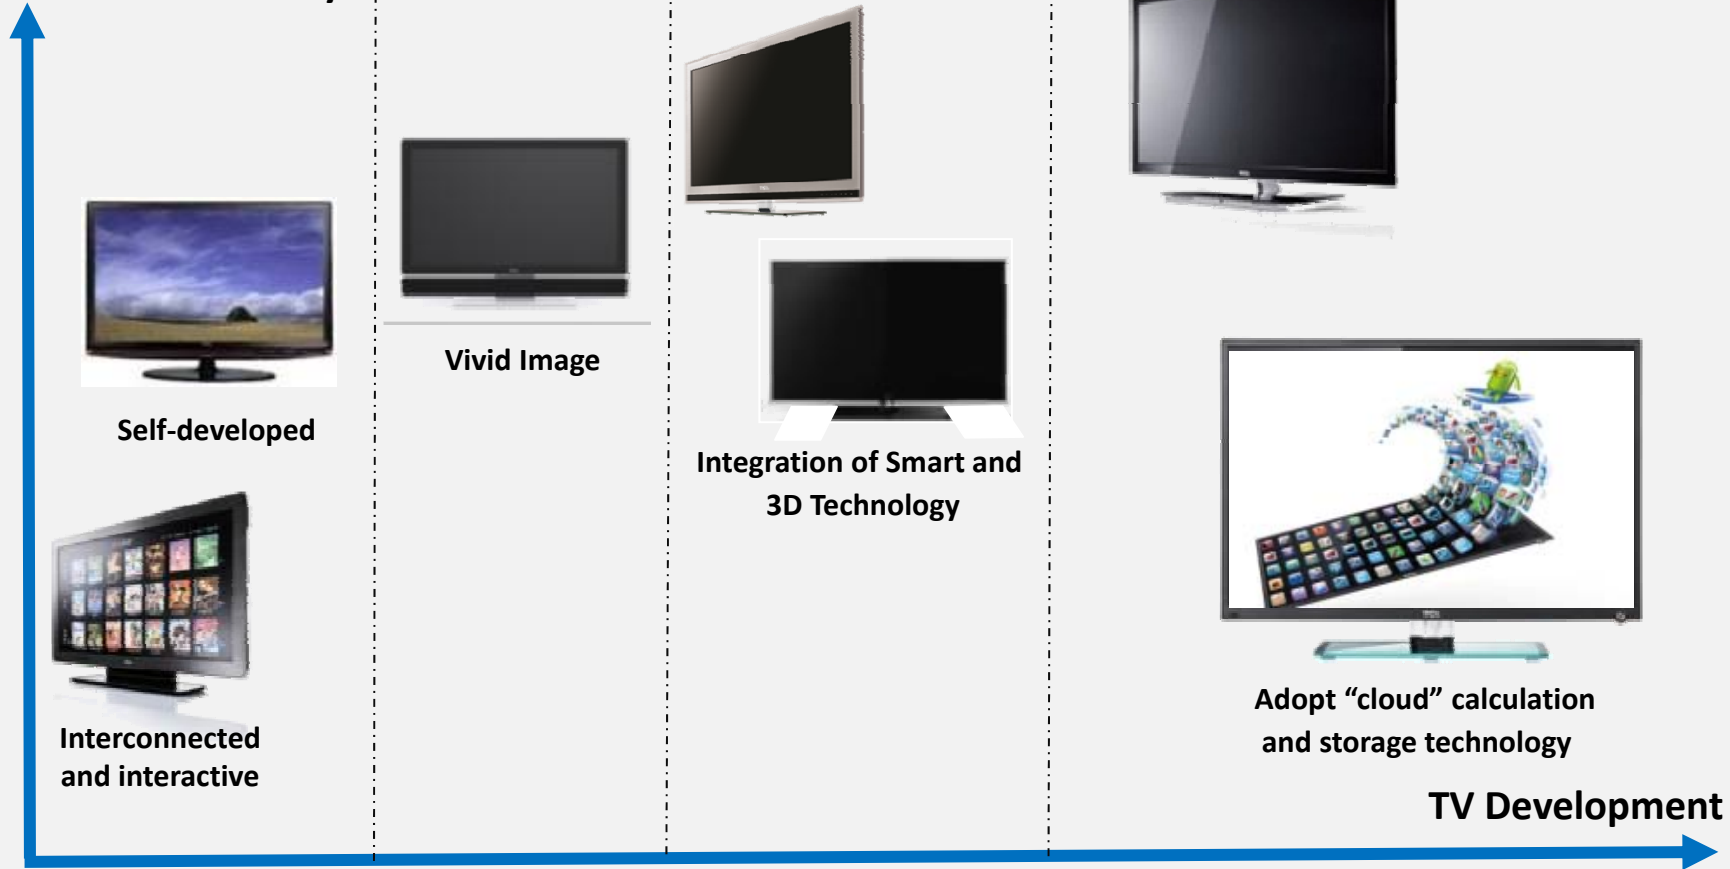 Vivid Image
Self-developed
Integration of Smart and
3D Technology
Interconnected
and interactive
Adopt “cloud” calculation
and storage technology
TV Development